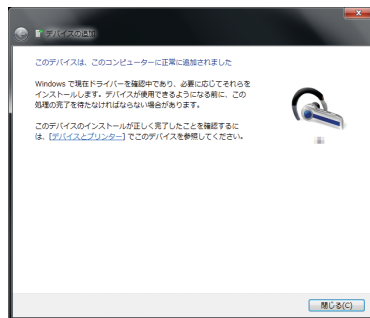 デバイスの追加
このデバイスは、このコンピューターに正常に追加されました
Windows で現在ドライバーを確認中であり、必要に応じてそれらを
インストールします。デバイスが使用できるようになる前に、この
処理の完了を待たなければならない場合があります。
このデバイスのインストールが正しく完了したことを確認するに
は、[デバイスとプリンター] でこのデバイスを参照してください。
閉じる(C)